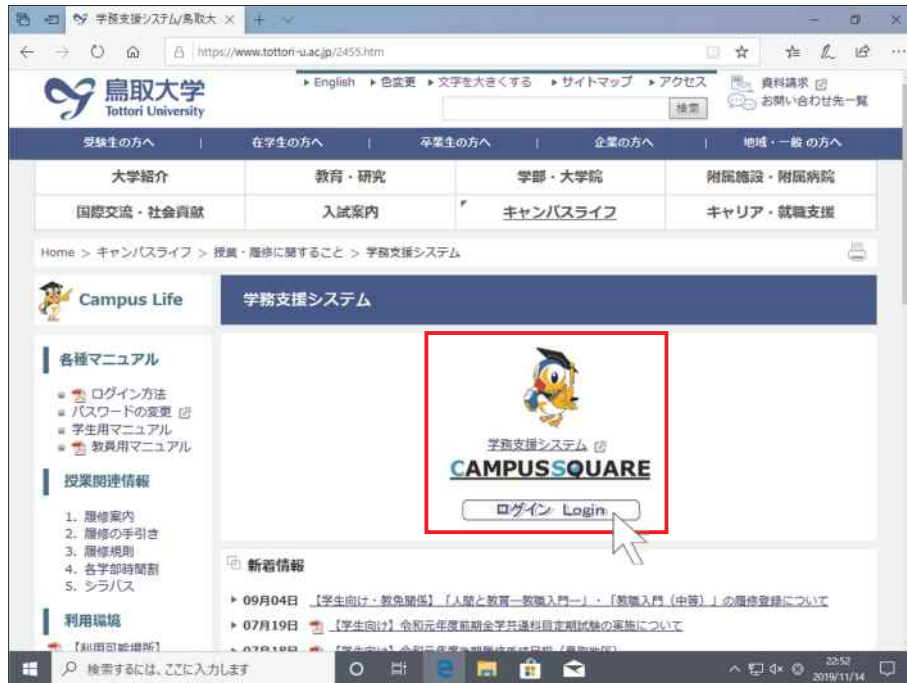 学務支援システム/鳥取大
https://www.tottori-u.ac.jp/2455.htm
鳥取大学
Tottori University
English 色変更 文字を大きくする サイトマップ アクセス
検索
資料請求
お問い合わせ先一覧
受験生の方へ | 在学生の方へ | 卒業生の方へ | 企業の方へ | 地域・一般の方へ
大学紹介 教育・研究 学部・大学院 附属施設・附属病院
国際交流・社会貢献 入試案内 キャンパスライフ キャリア・就職支援
Home > キャンパスライフ > 授業・履修に関すること > 学務支援システム
Campus Life
学務支援システム
各種マニュアル
ログイン方法
パスワードの変更
学生用マニュアル
教員用マニュアル
授業関連情報
1. 履修案内
2. 履修の手引き
3. 履修規則
4. 各学部時間割
5. シラバス
利用環境
【利用可能場所】
学務支援システム
CAMPUSSQUARE
ログイン Login
新着情報
09月04日 【学生向け・教免関係】「人間と教育―教職入門―」・「教職入門(中等)」の履修登録について
07月19日 【学生向け】令和元年度前期全学共通科目定期試験の実施について
検索するには、ここに入力します
22:52
2019/11/14